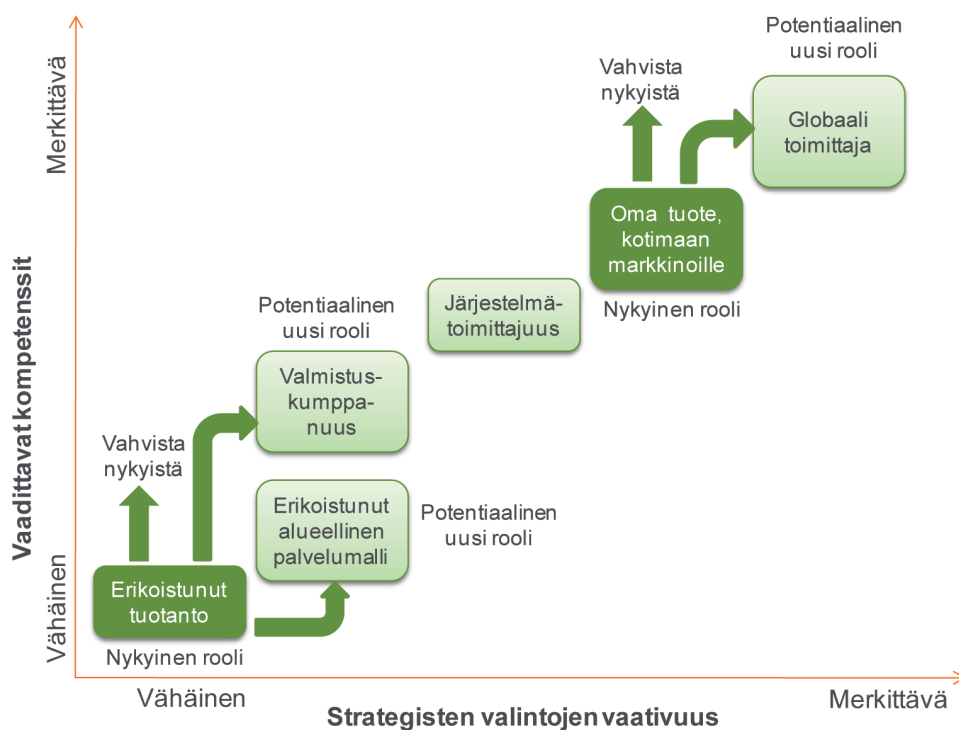 Potentiaalinen
uusi rooli
Vahvista
nykyistä
Globaali
toimittaja
Merkittävä
Oma tuote,
kotimaan
markkinoille
Nykyinen rooli
Järjestelmä-
toimittajuus
Potentiaalinen
uusi rooli
Valmistus-
kumppa-
nuus
Vaadittavat kompetenssit
Vahvista
nykyistä
Erikoistunut
alueellinen
palvelumalli
Potentiaalinen
uusi rooli
Vähäinen
Erikoistunut
tuotanto
Nykyinen rooli
Vähäinen
Merkittävä
Strategisten valintojen vaativuus